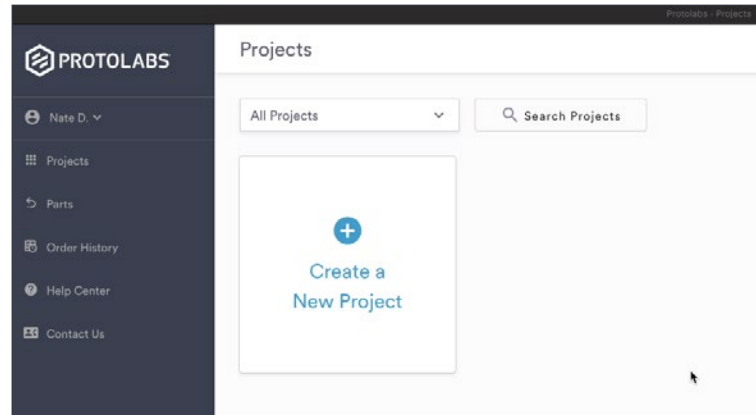 Protolabs - Projects
PROTOLABS
Nate D.
Projects
Parts
Order History
Help Center
Contact Us
Projects
All Projects
Search Projects
Create a
New Project